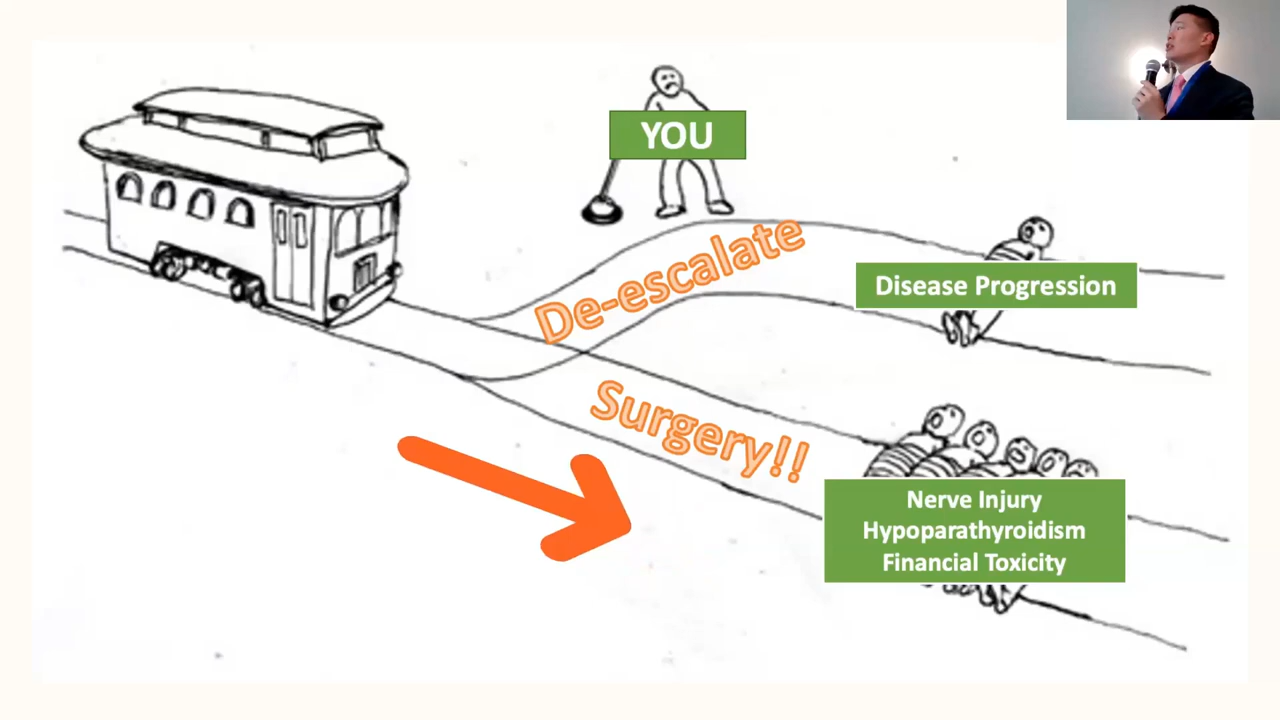 YOU
De-escalate
Disease Progression
Surgery!!
Nerve Injury
Hypoparathyroidism
Financial Toxicity